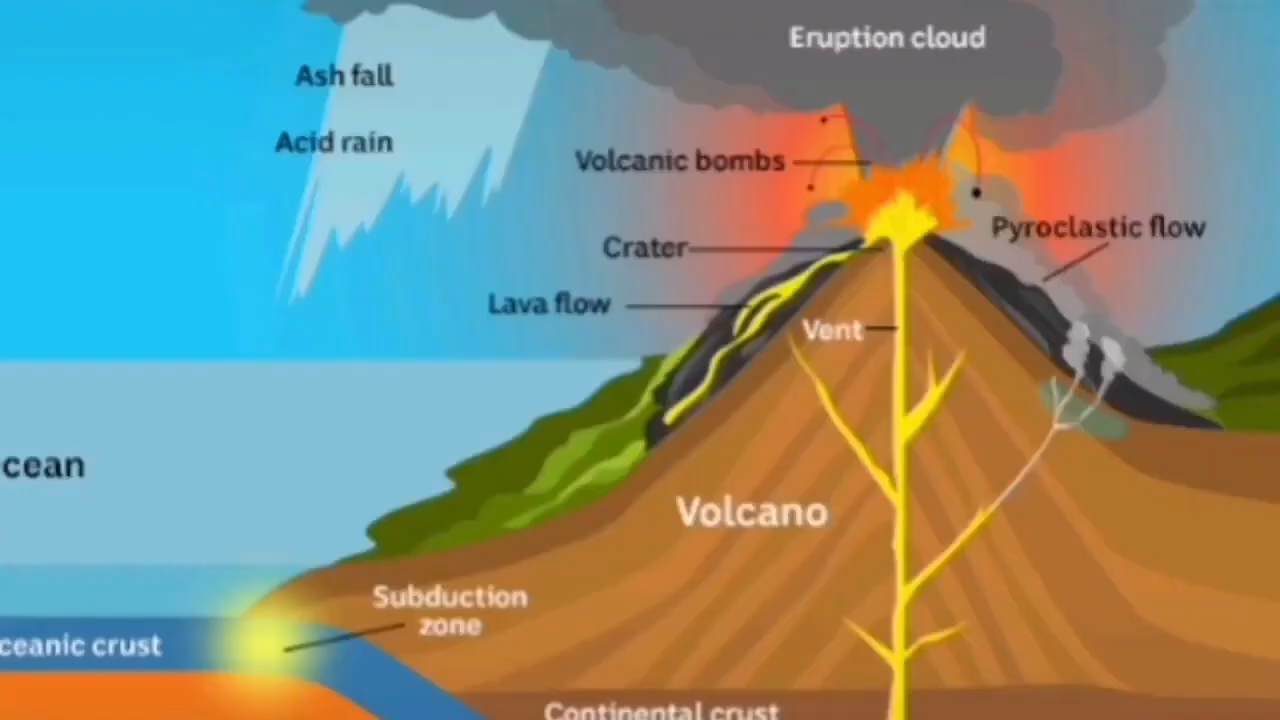 Eruption cloud
Ash fall
Acid rain
Volcanic bombs
Pyroclastic flow
Crater
Lava flow
Vent
cean
Volcano
Subduction
zone
ceanic crust
Continental crust